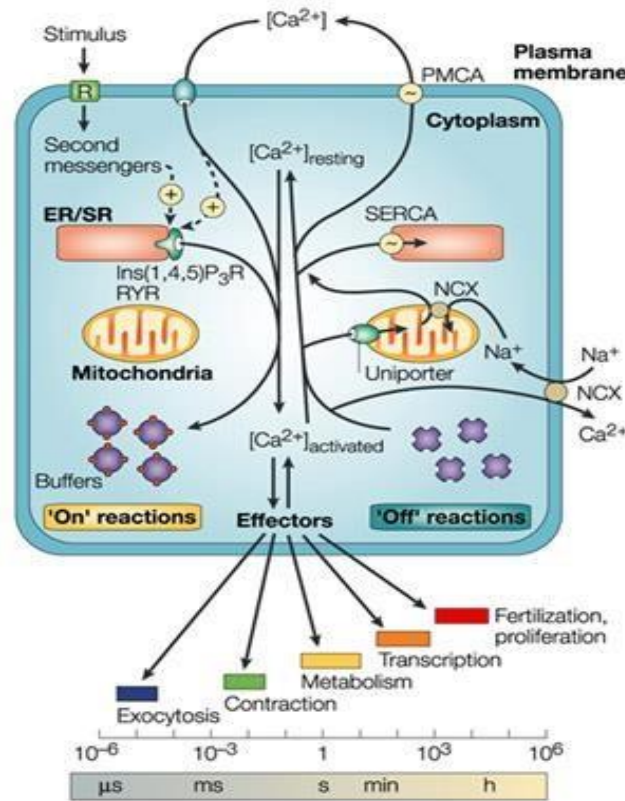 Stimulus
[Ca²⁺]
Plasma
membrane
PMCA
R
Cytoplasm
Second
messengers
[Ca²⁺]resting
+
+
~
ER/SR
SERCA
~
Ins(1,4,5)P₃R
RYR
NCX
Mitochondria
Uniporter
Na⁺
Na⁺
NCX
Ca²⁺
[Ca²⁺]activated
Buffers
'On' reactions
Effectors
'Off' reactions
Fertilization,
proliferation
Transcription
Metabolism
Contraction
Exocytosis
10⁻⁶ 10⁻³ 1 10³ 10⁶
µs ms s min h